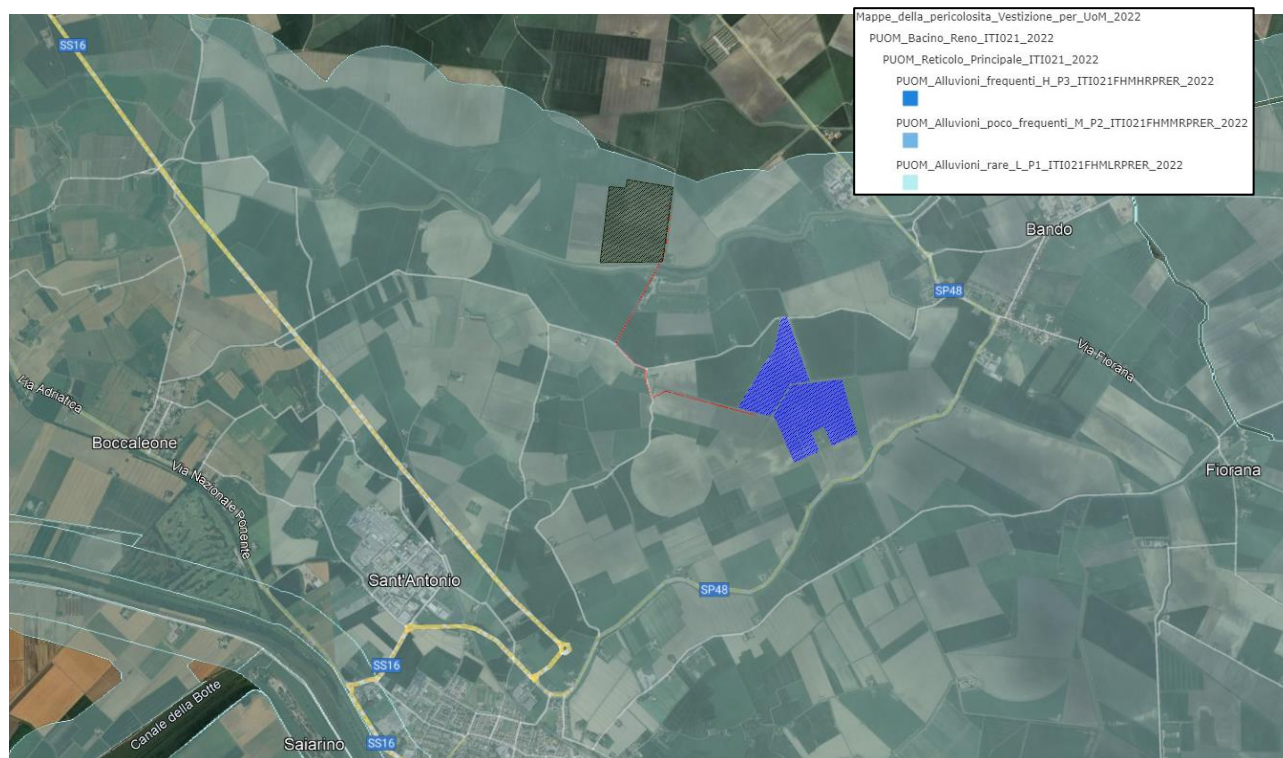 Mappe_della_pericolosita_Vestizione_per_UoM_2022
PUOM_Bacino_Reno_ITI021_2022
PUOM_Reticolo_Principale_ITI021_2022
PUOM_Alluvioni_frequenti_H_P3_ITI021FHMHRPRER_2022
PUOM_Alluvioni_poco_frequenti_M_P2_ITI021FHMMRPRER_2022
PUOM_Alluvioni_rare_L_P1_ITI021FHMLRPRER_2022
SS16
Bando
SP48
Via Fiorana
Via Adriatica
Boccaleone
Via Nazionale Ponente
Fiorana
Sant'Antonio
SP48
SS16
Canale della Botte
Saiarino
SS16